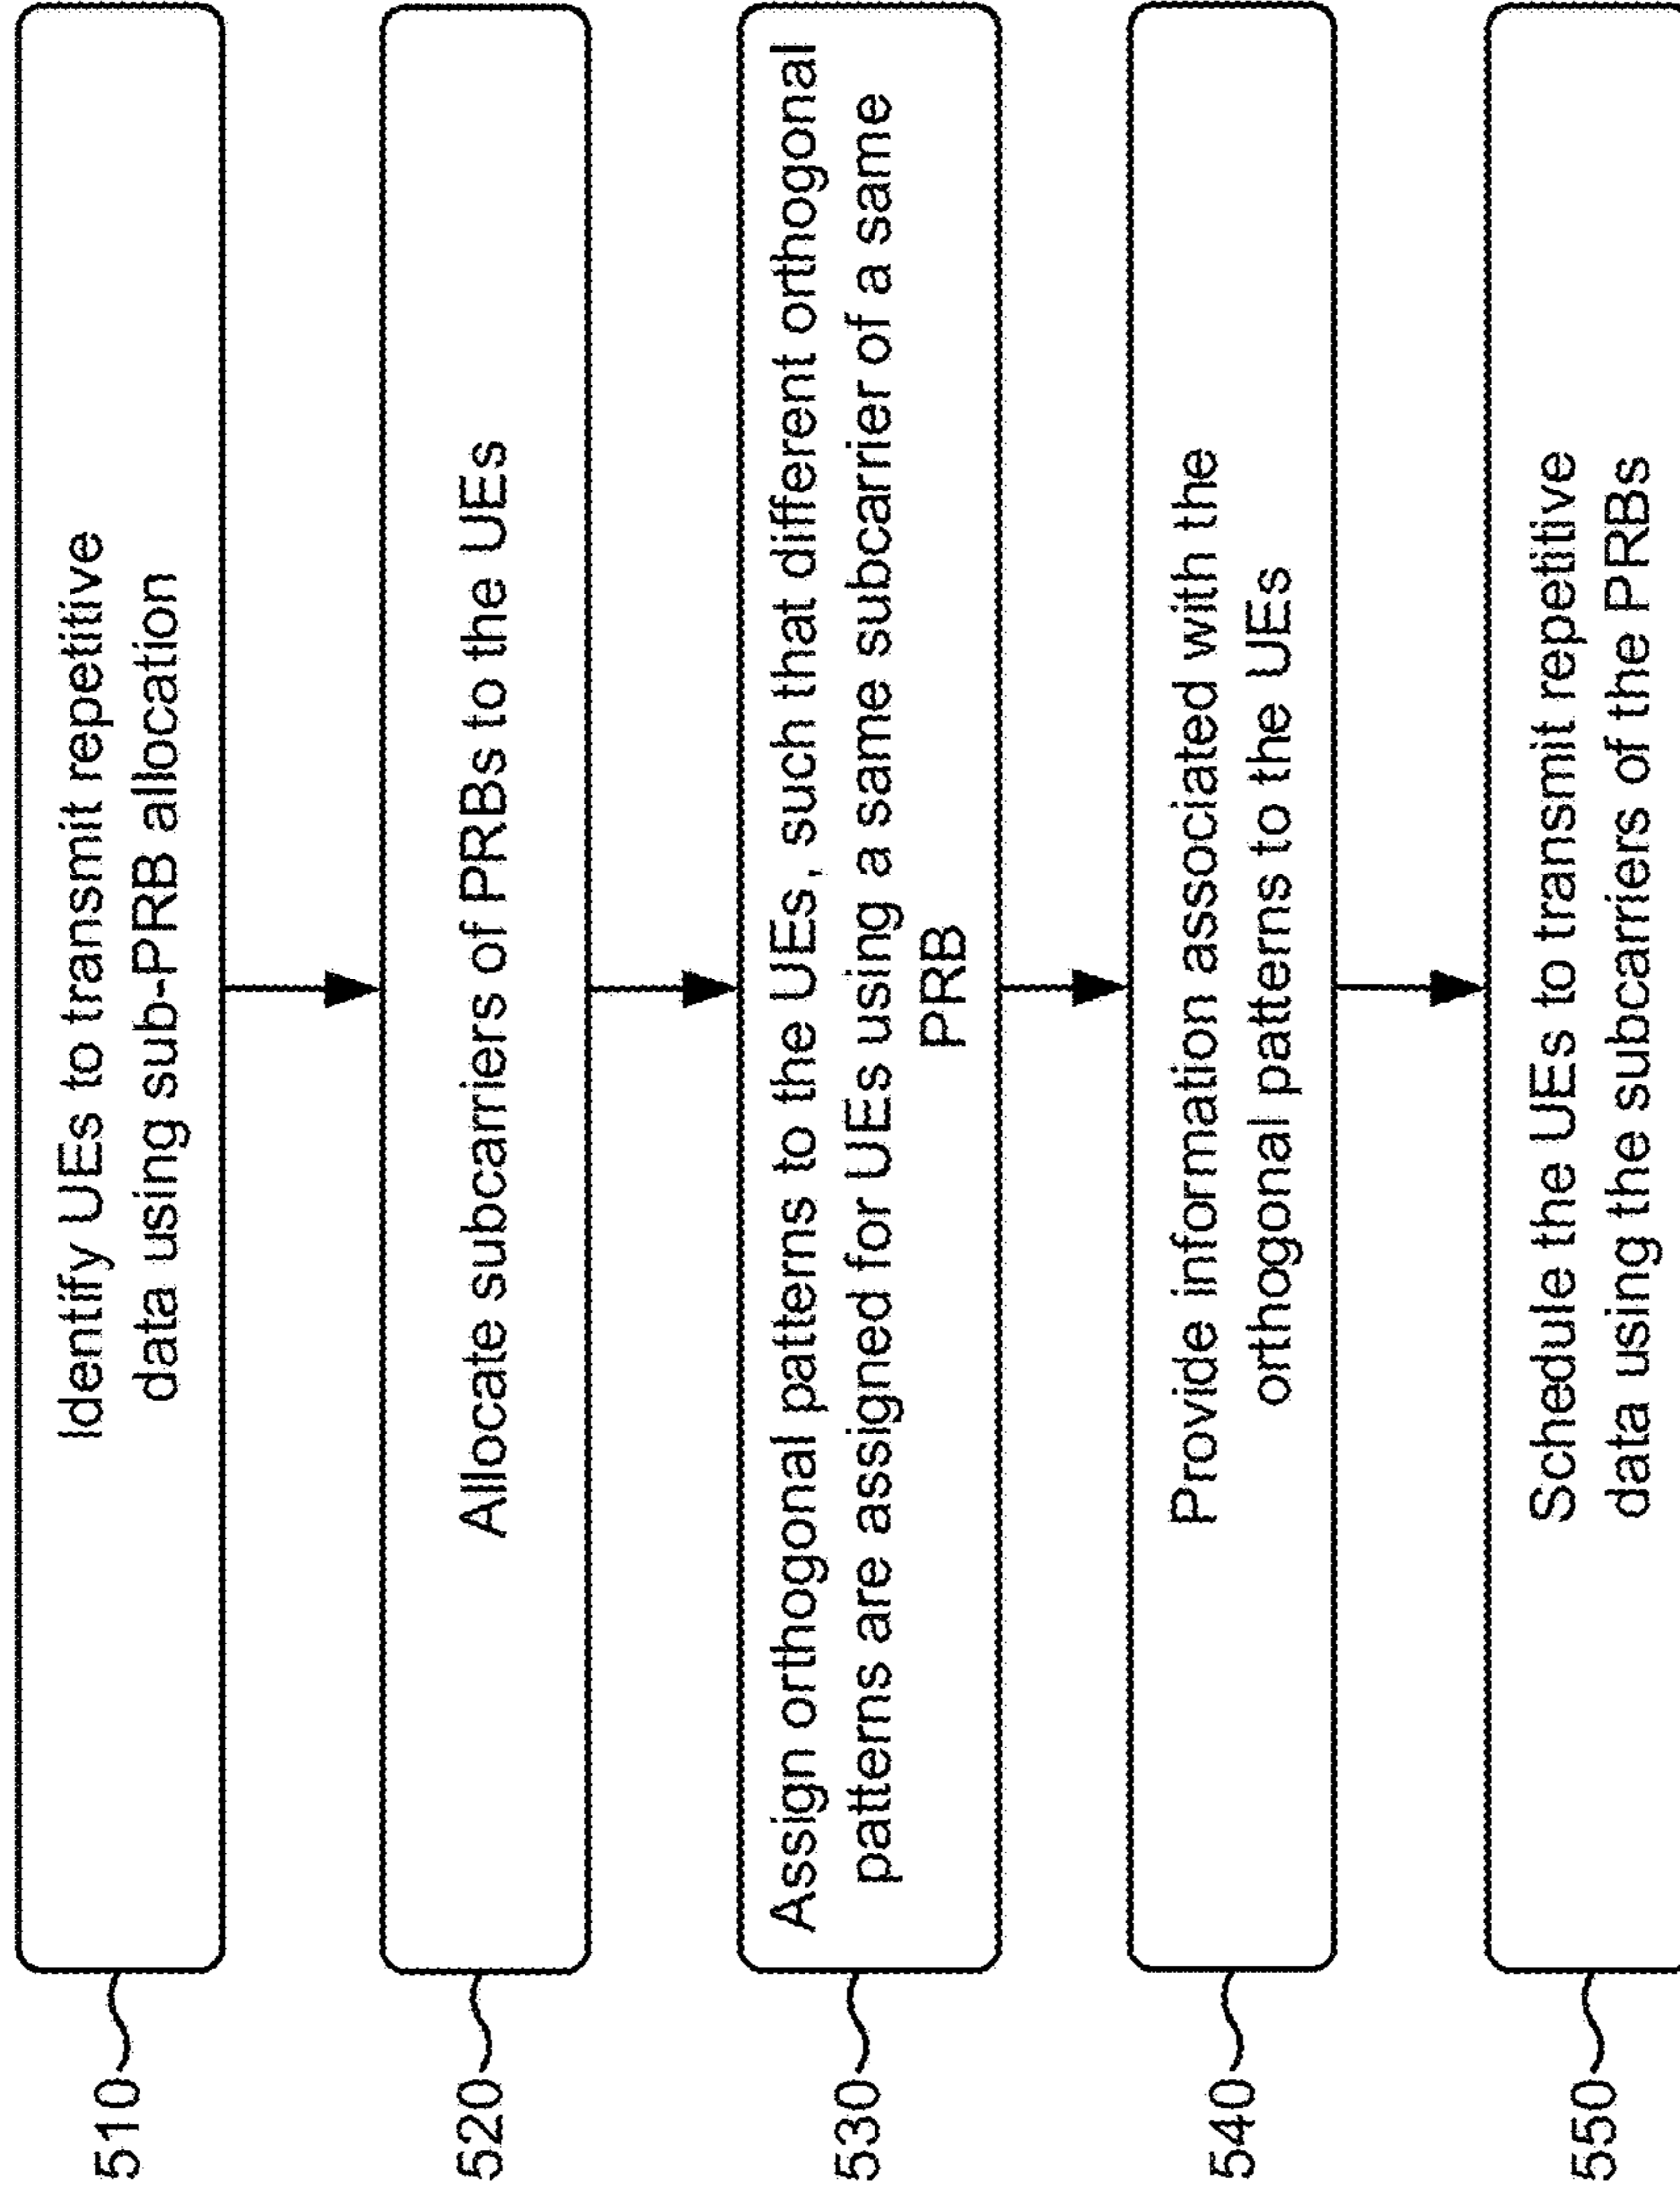 510
Identify UEs to transmit repetitive
data using sub-PRB allocation
520
Allocate subcarriers of PRBs to the UEs
530
Assign orthogonal patterns to the UEs, such that different orthogonal
patterns are assigned for UEs using a same subcarrier of a same
PRB
540
Provide information associated with the
orthogonal patterns to the UEs
550
Schedule the UEs to transmit repetitive
data using the subcarriers of the PRBs